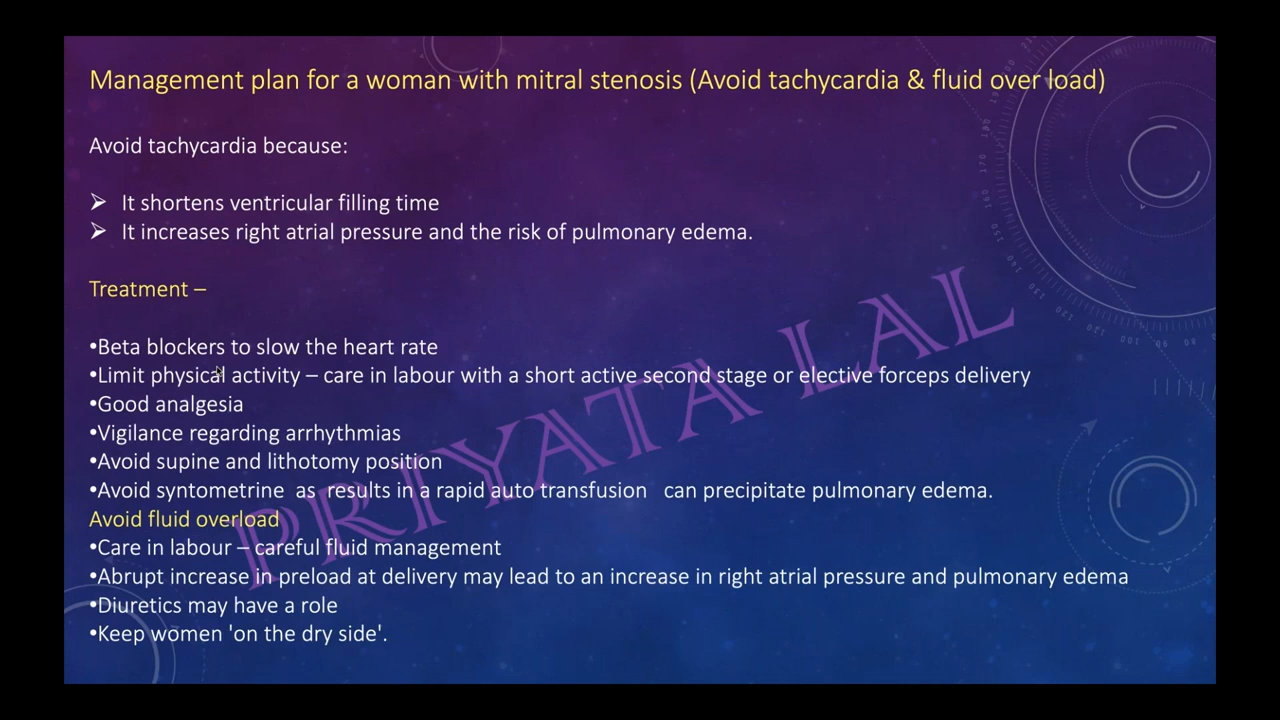 Management plan for a woman with mitral stenosis (Avoid tachycardia & fluid over load)
Avoid tachycardia because:
➢ It shortens ventricular filling time
➢ It increases right atrial pressure and the risk of pulmonary edema.
Treatment –
•Beta blockers to slow the heart rate
•Limit physical activity – care in labour with a short active second stage or elective forceps delivery
•Good analgesia
•Vigilance regarding arrhythmias
•Avoid supine and lithotomy position
•Avoid syntometrine as results in a rapid auto transfusion can precipitate pulmonary edema.
Avoid fluid overload
•Care in labour – careful fluid management
•Abrupt increase in preload at delivery may lead to an increase in right atrial pressure and pulmonary edema
•Diuretics may have a role
•Keep women 'on the dry side'.
PRIYATA LAL